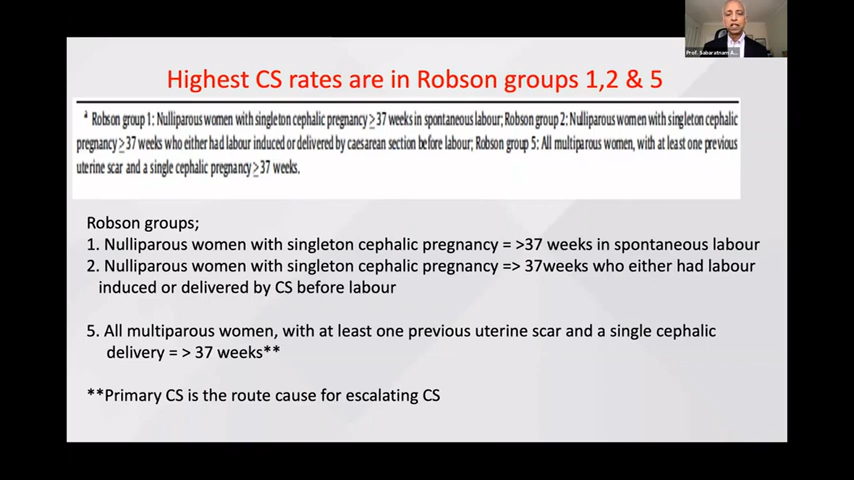 Prof. Sabaratnam A...
Highest CS rates are in Robson groups 1,2 & 5
ᵃ Robson group 1: Nulliparous women with singleton cephalic pregnancy ≥37 weeks in spontaneous labour; Robson group 2: Nulliparous women with singleton cephalic
pregnancy ≥37 weeks who either had labour induced or delivered by caesarean section before labour; Robson group 5: All multiparous women, with at least one previous
uterine scar and a single cephalic pregnancy ≥37 weeks.
Robson groups;
1. Nulliparous women with singleton cephalic pregnancy = >37 weeks in spontaneous labour
2. Nulliparous women with singleton cephalic pregnancy => 37weeks who either had labour
induced or delivered by CS before labour
5. All multiparous women, with at least one previous uterine scar and a single cephalic
delivery = > 37 weeks**
**Primary CS is the route cause for escalating CS